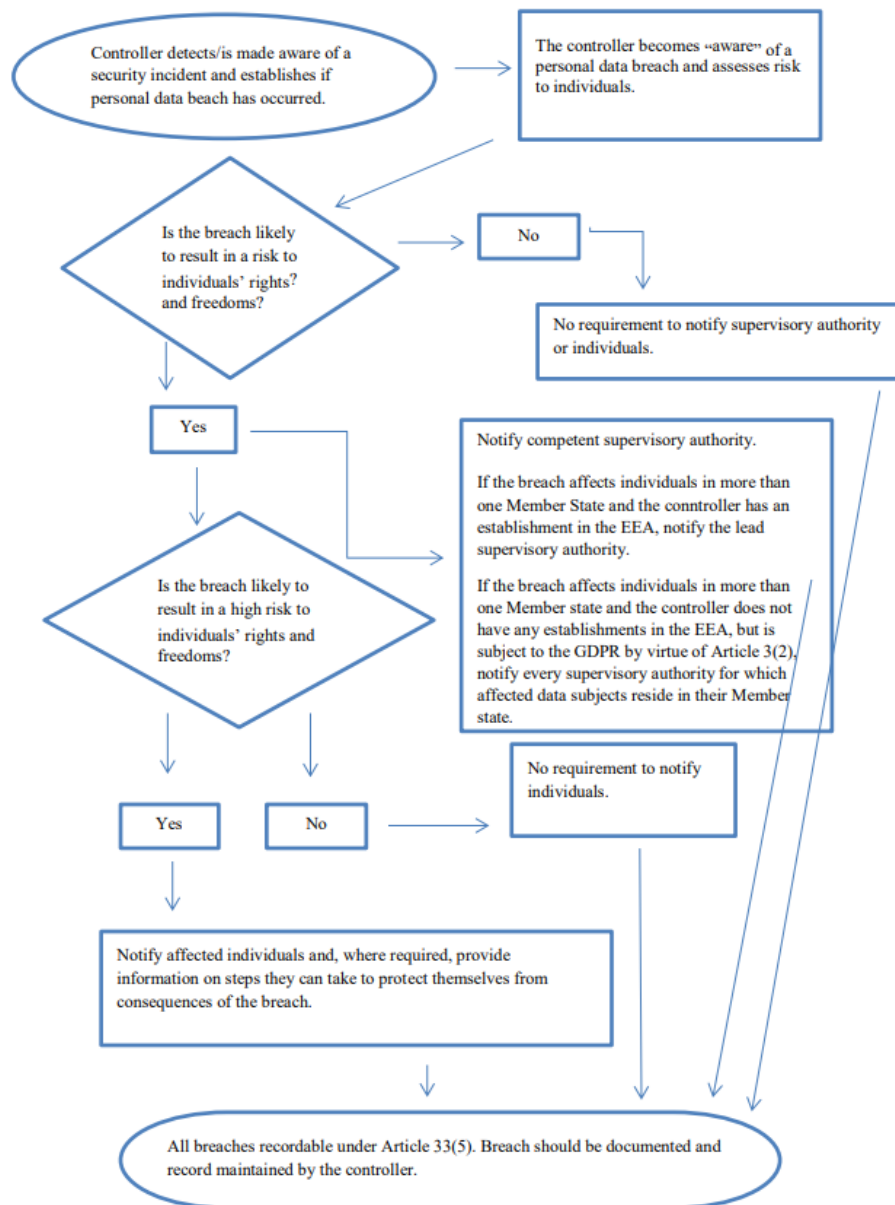 Controller detects/is made aware of a
security incident and establishes if
personal data beach has occurred.
The controller becomes “aware” of a
personal data breach and assesses risk
to individuals.
Is the breach likely
to result in a risk to
individuals’ rights?
and freedoms?
No
No requirement to notify supervisory authority
or individuals.
Yes
Notify competent supervisory authority.
If the breach affects individuals in more than
one Member State and the conntroller has an
establishment in the EEA, notify the lead
supervisory authority.
If the breach affects individuals in more than
one Member state and the controller does not
have any establishments in the EEA, but is
subject to the GDPR by virtue of Article 3(2),
notify every supervisory authority for which
affected data subjects reside in their Member
state.
Is the breach likely to
result in a high risk to
individuals’ rights and
freedoms?
Yes
No
No requirement to notify
individuals.
Notify affected individuals and, where required, provide
information on steps they can take to protect themselves from
consequences of the breach.
All breaches recordable under Article 33(5). Breach should be documented and
record maintained by the controller.